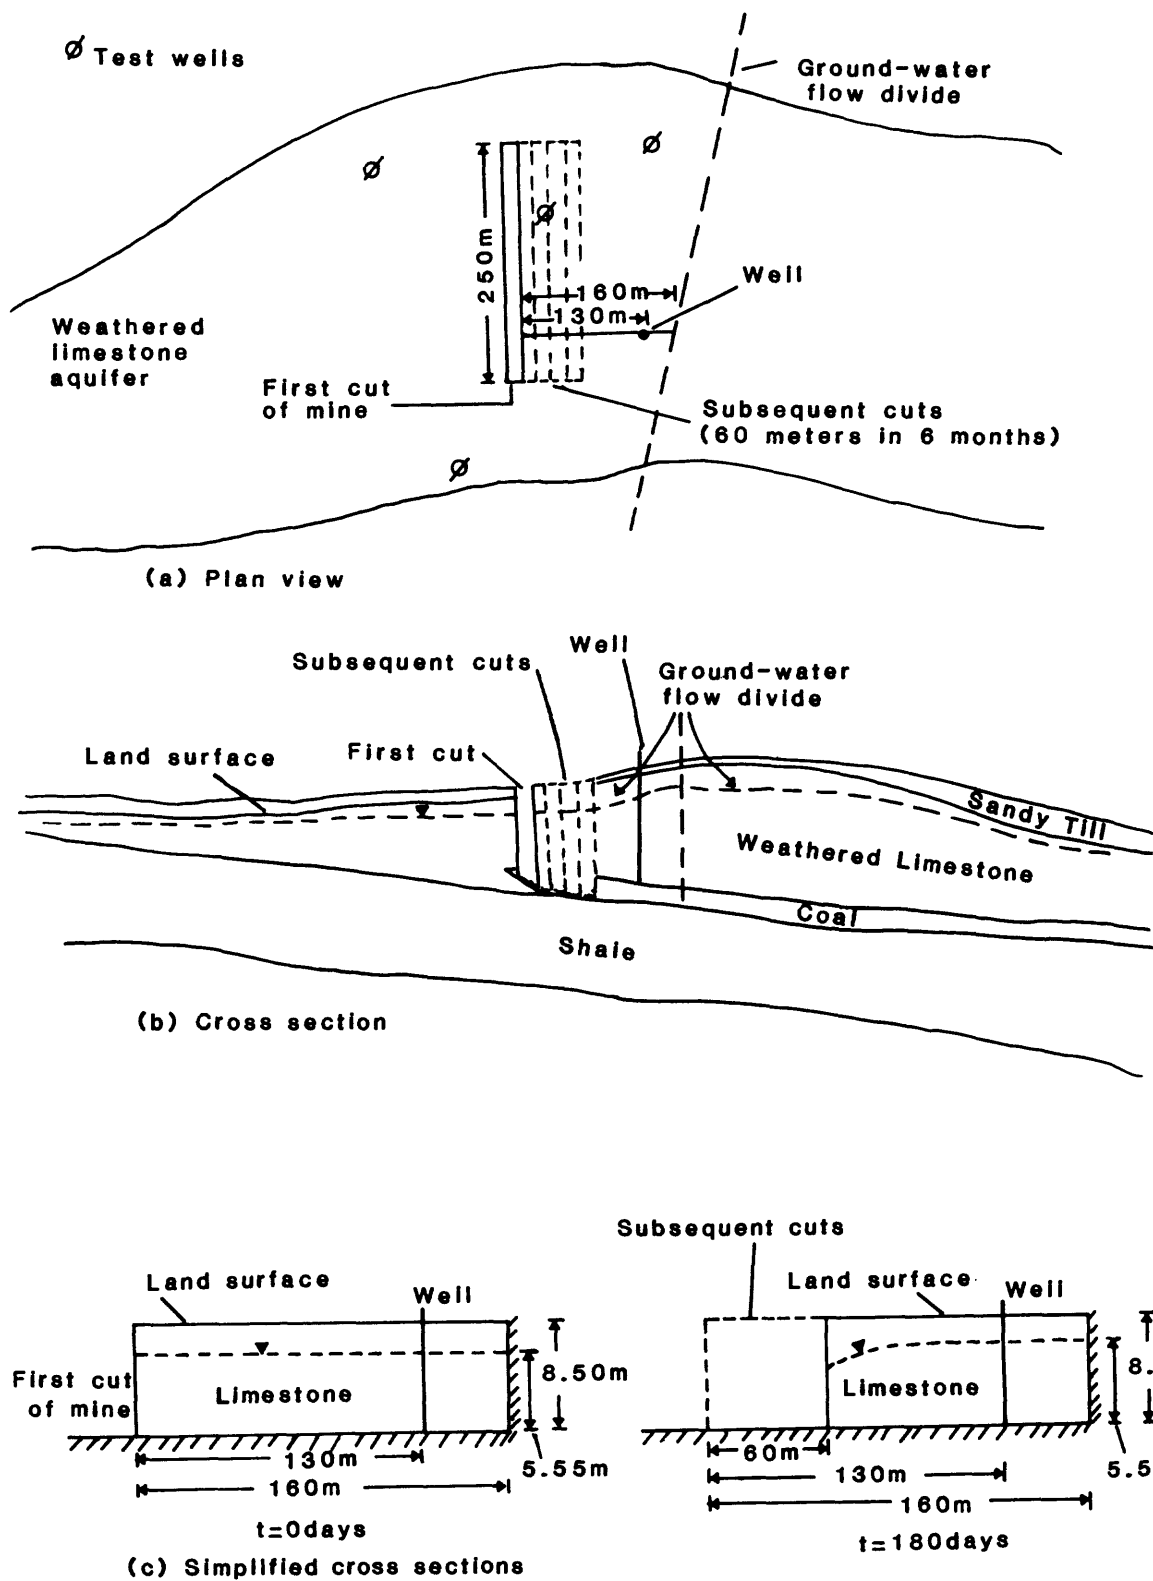 Ø Test wells
Ground-water
flow divide
250m
160m
130m
Well
Weathered
limestone
aquifer
First cut
of mine
Subsequent cuts
(60 meters in 6 months)
(a) Plan view
Well
Subsequent cuts
Ground-water
flow divide
First cut
Land surface
Sandy Till
Weathered Limestone
Coal
Shale
(b) Cross section
Land surface
Well
First cut
of mine
Limestone
8.50m
5.55m
130m
160m
t=0days
Subsequent cuts
Land surface
Well
Limestone
8.
5.5
60m
130m
160m
t=180days
(c) Simplified cross sections